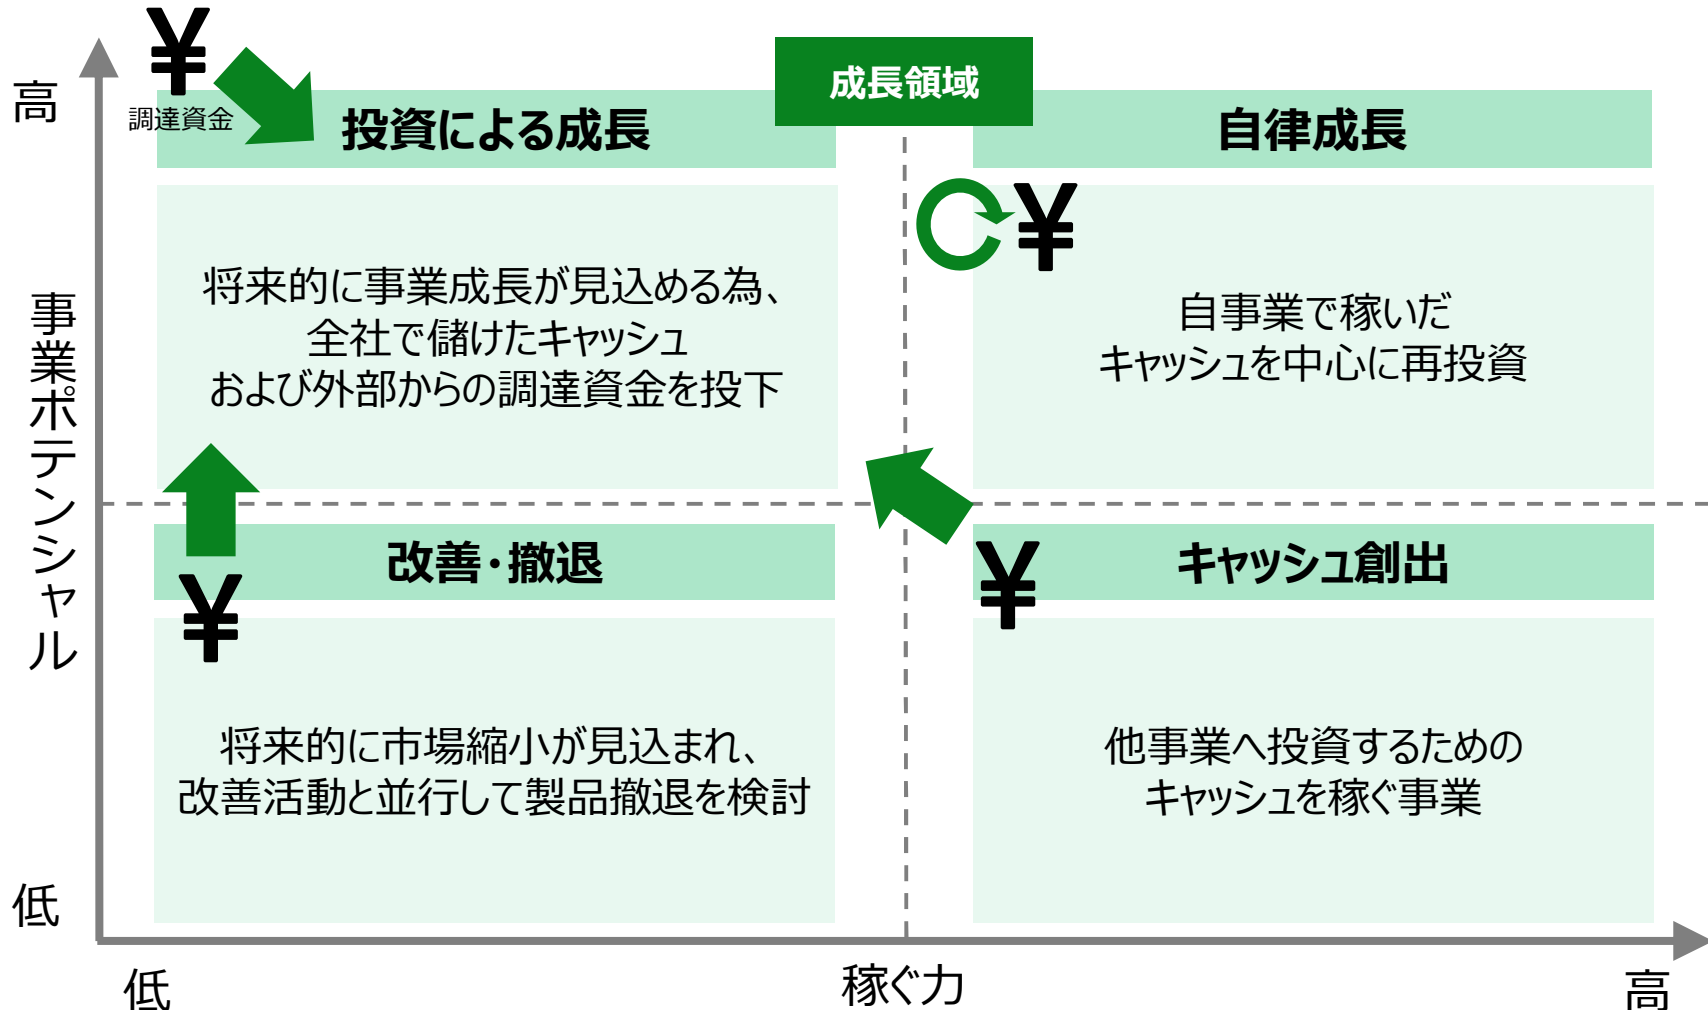 高
¥
調達資金
成長領域
投資による成長
自律成長
¥
将来的に事業成長が見込める為、
全社で儲けたキャッシュ
および外部からの調達資金を投下
自事業で稼いだ
キャッシュを中心に再投資
事業ポテンシャル
改善・撤退
¥
キャッシュ創出
¥
将来的に市場縮小が見込まれ、
改善活動と並行して製品撤退を検討
他事業へ投資するための
キャッシュを稼ぐ事業
低
低
稼ぐ力
高